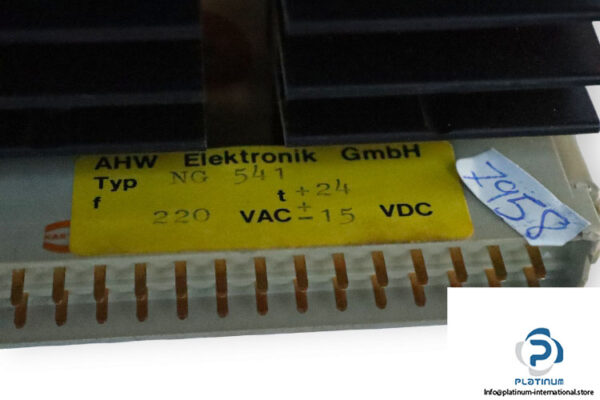 AHW Elektronik GmbH
Typ NG 541
f t +24
220 VAC ± 15 VDC
7958
PLATINUM
Info@platinum-international.store